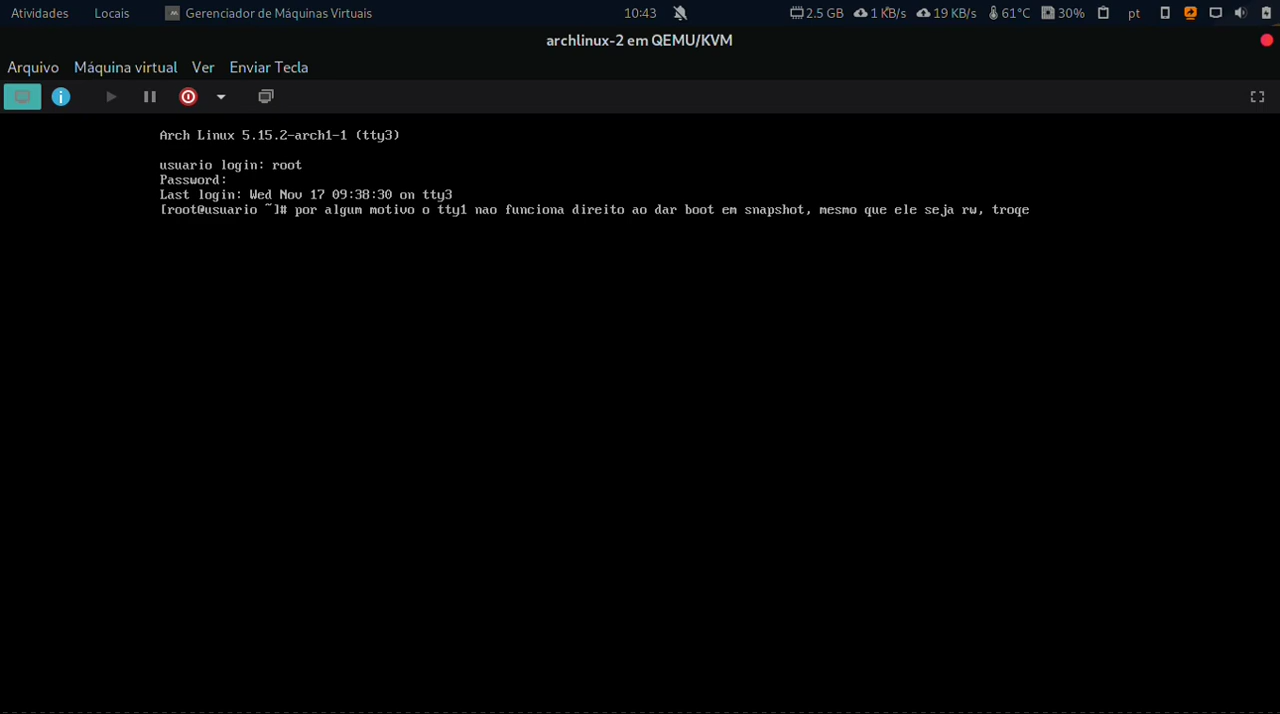 Atividades Locais Gerenciador de Máquinas Virtuais 10:43 2.5 GB 1 KB/s 19 KB/s 61°C 30% pt
archlinux-2 em QEMU/KVM
Arquivo Máquina virtual Ver Enviar Tecla
Arch Linux 5.15.2-arch1-1 (tty3)
usuario login: root
Password:
Last login: Wed Nov 17 09:38:30 on tty3
[root@usuario ~]# por algum motivo o tty1 nao funciona direito ao dar boot em snapshot, mesmo que ele seja rw, troqe